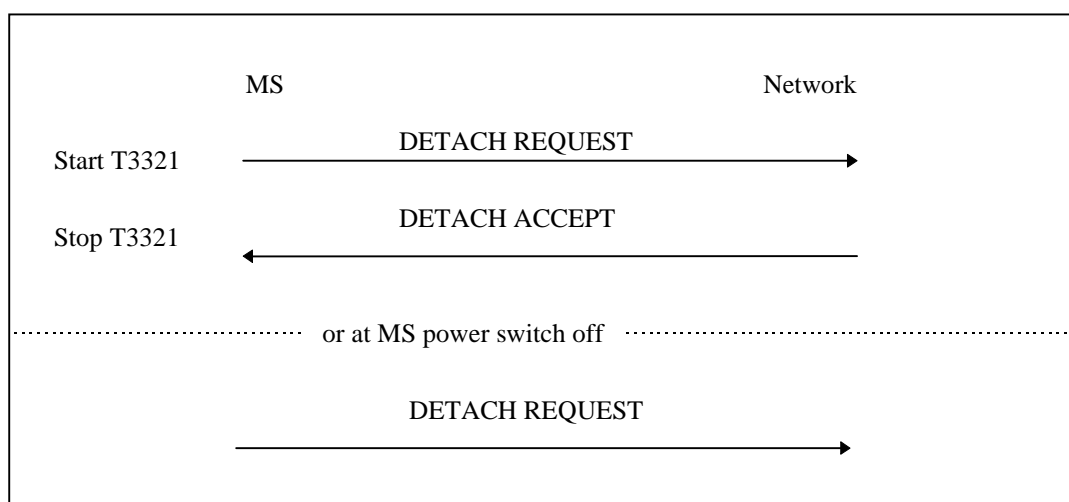 MS Network
DETACH REQUEST
Start T3321
DETACH ACCEPT
Stop T3321
or at MS power switch off
DETACH REQUEST